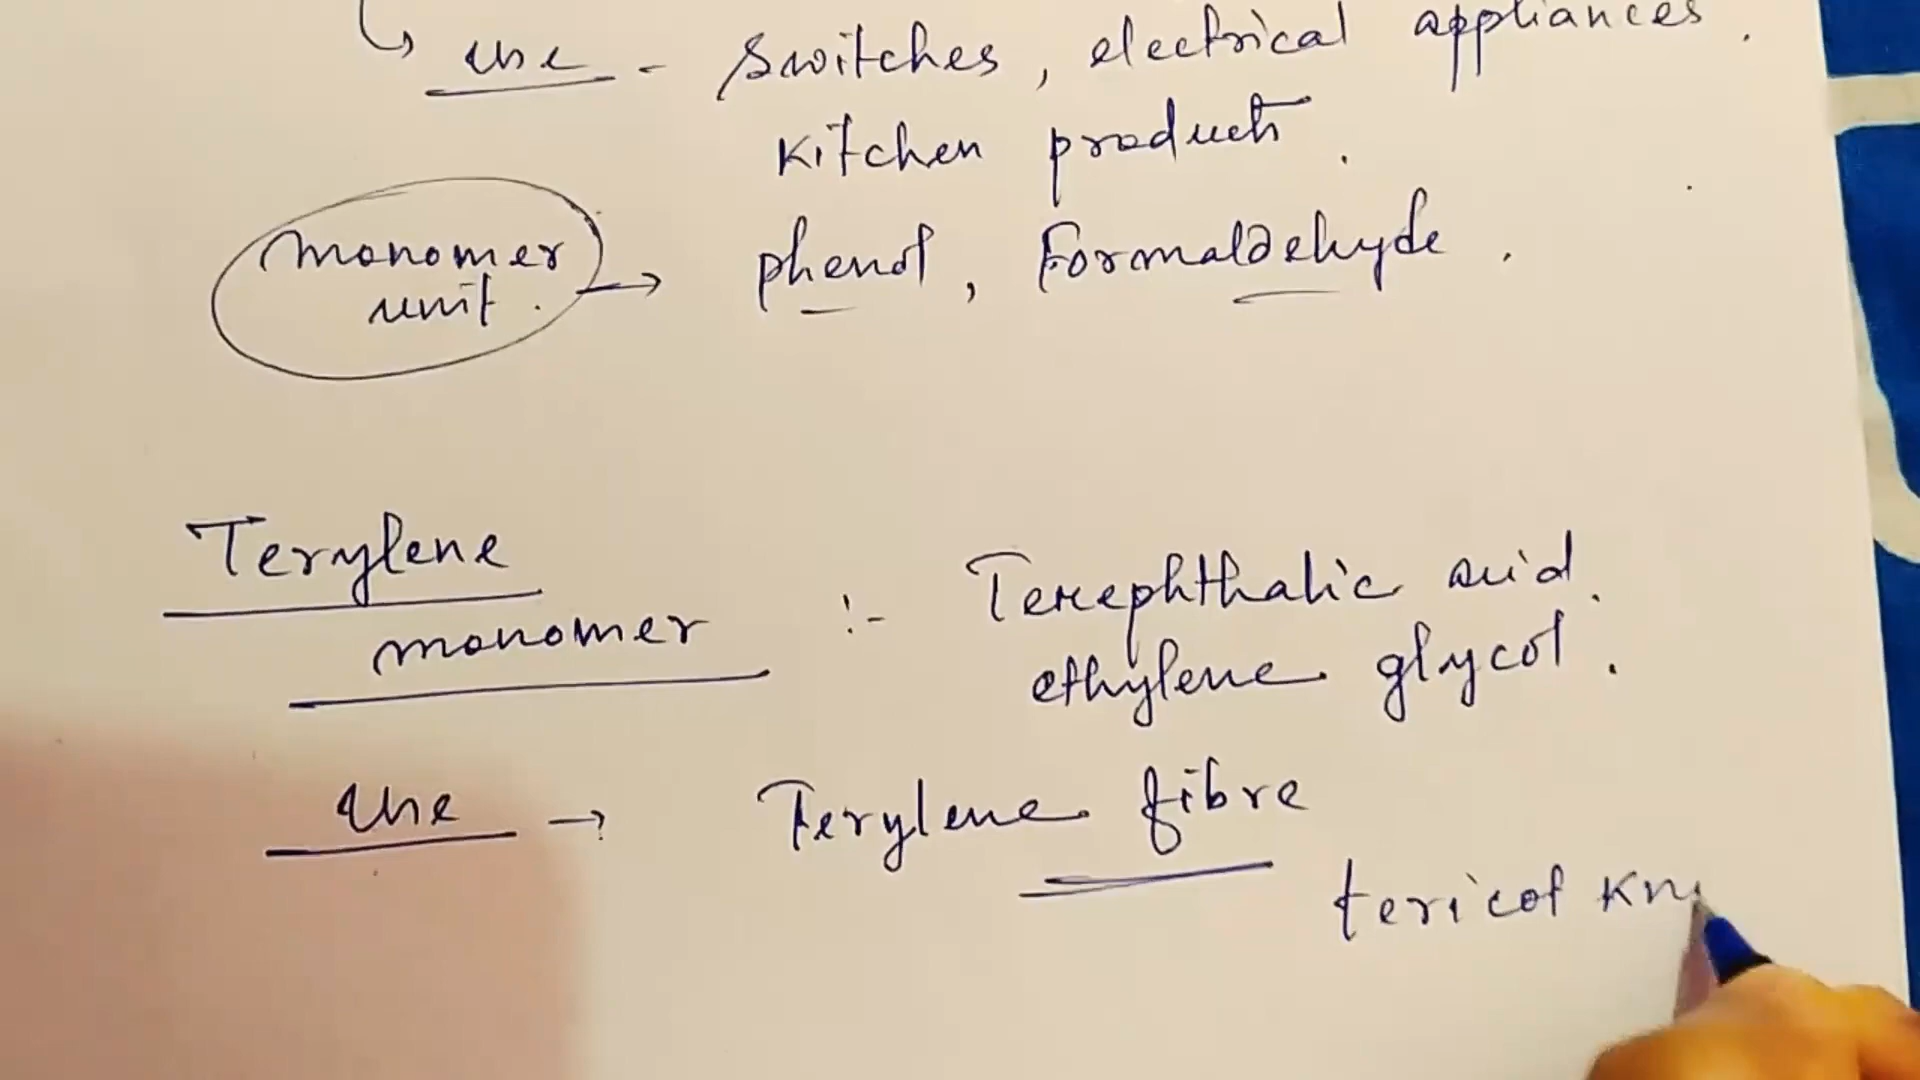 use - switches, electrical appliances.
kitchen products.
monomer unit. → phenol, Formaldehyde.
Terylene
monomer :- Terephthalic acid.
ethylene glycol.
use → Terylene fibre
tericot